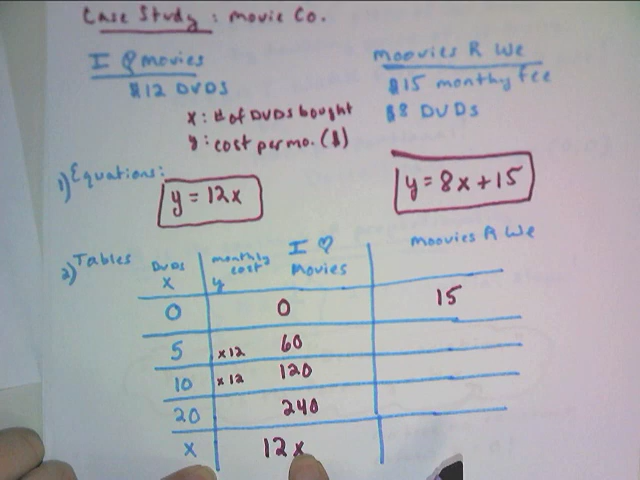 Case Study: Movie Co.
I ♡ Movies
$12 DVDs
Moovies R We
$15 monthly fee
$8 DVDs
x: # of DVDs bought
y: cost per mo. ($)
1) Equations:
y = 12x
y = 8x + 15
2) Tables
DVDs x
monthly cost y
I ♡ Movies
Moovies R We
0 0 15
5 x12 60
10 x12 120
20 240
x 12x